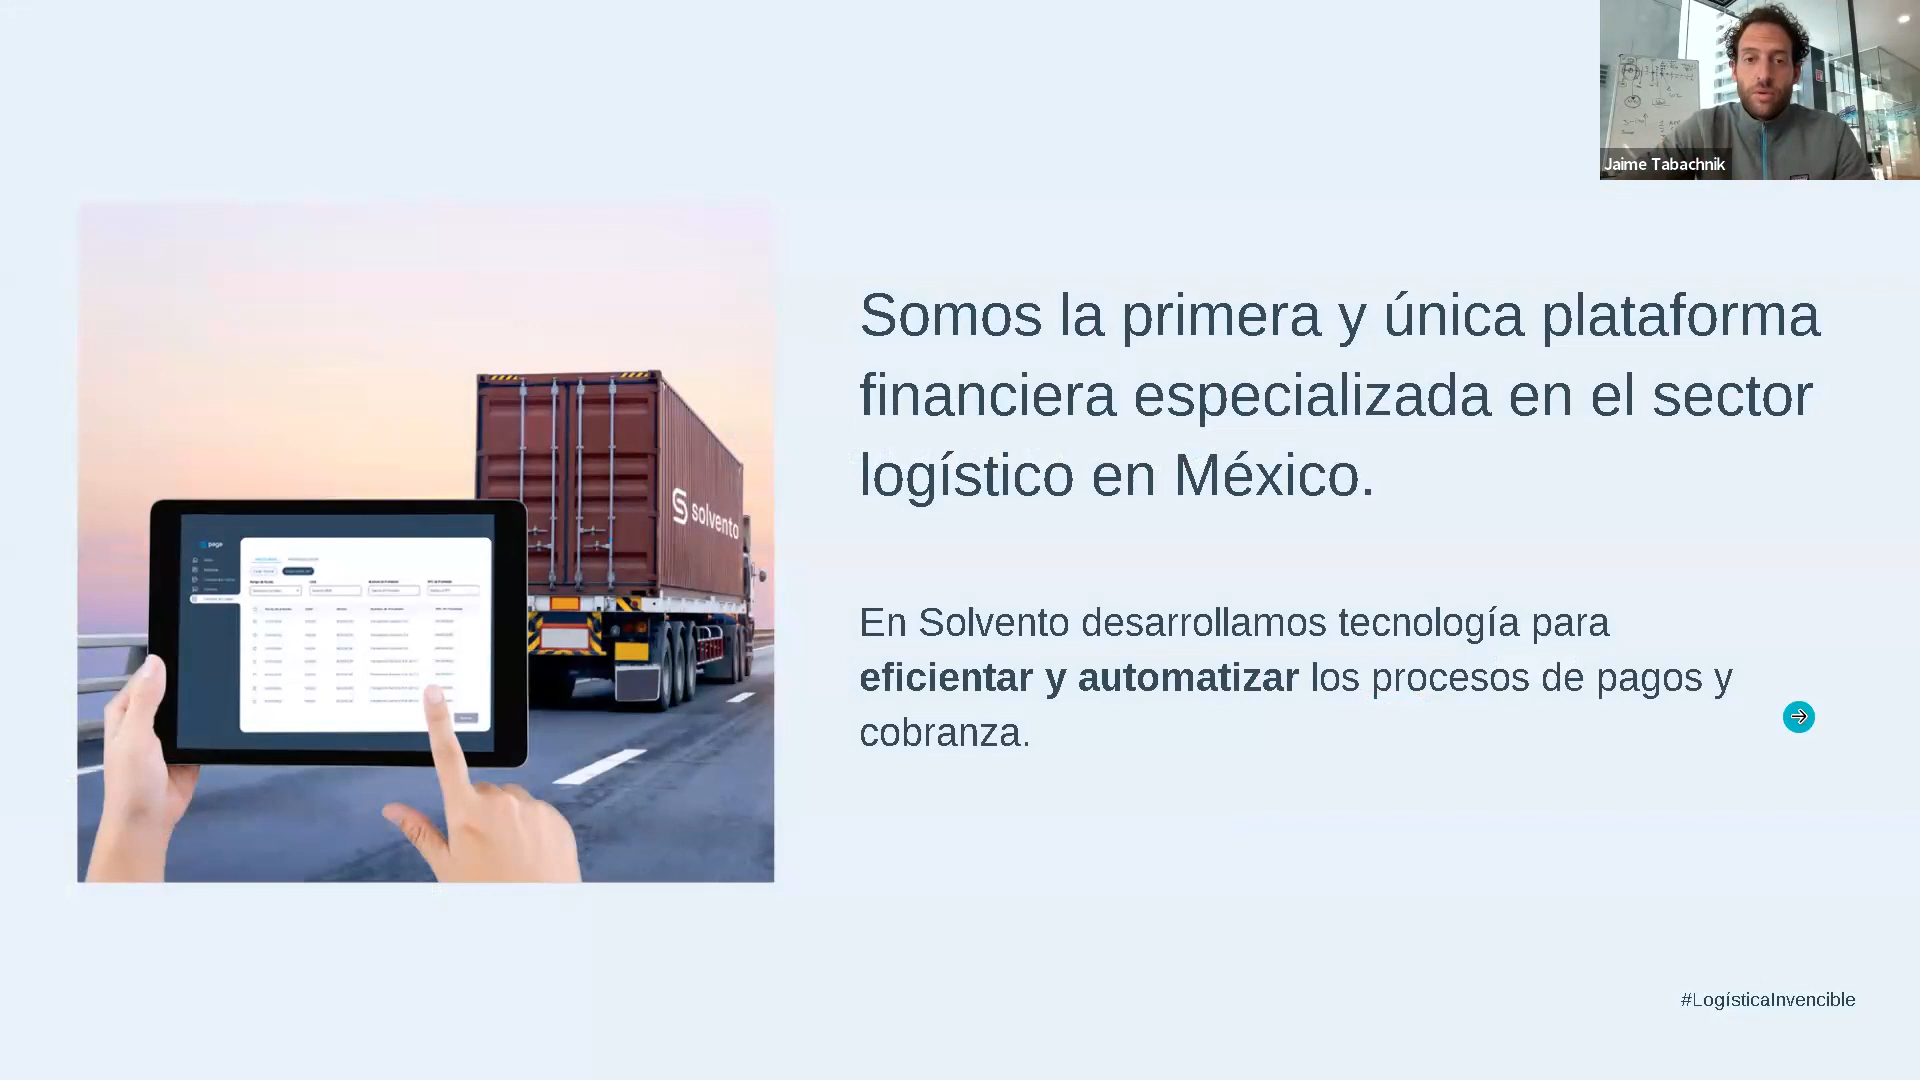 Jaime Tabachnik
Somos la primera y única plataforma
financiera especializada en el sector
logístico en México.
solvento
page
En Solvento desarrollamos tecnología para
eficientar y automatizar los procesos de pagos y
cobranza.
#LogísticaInvencible